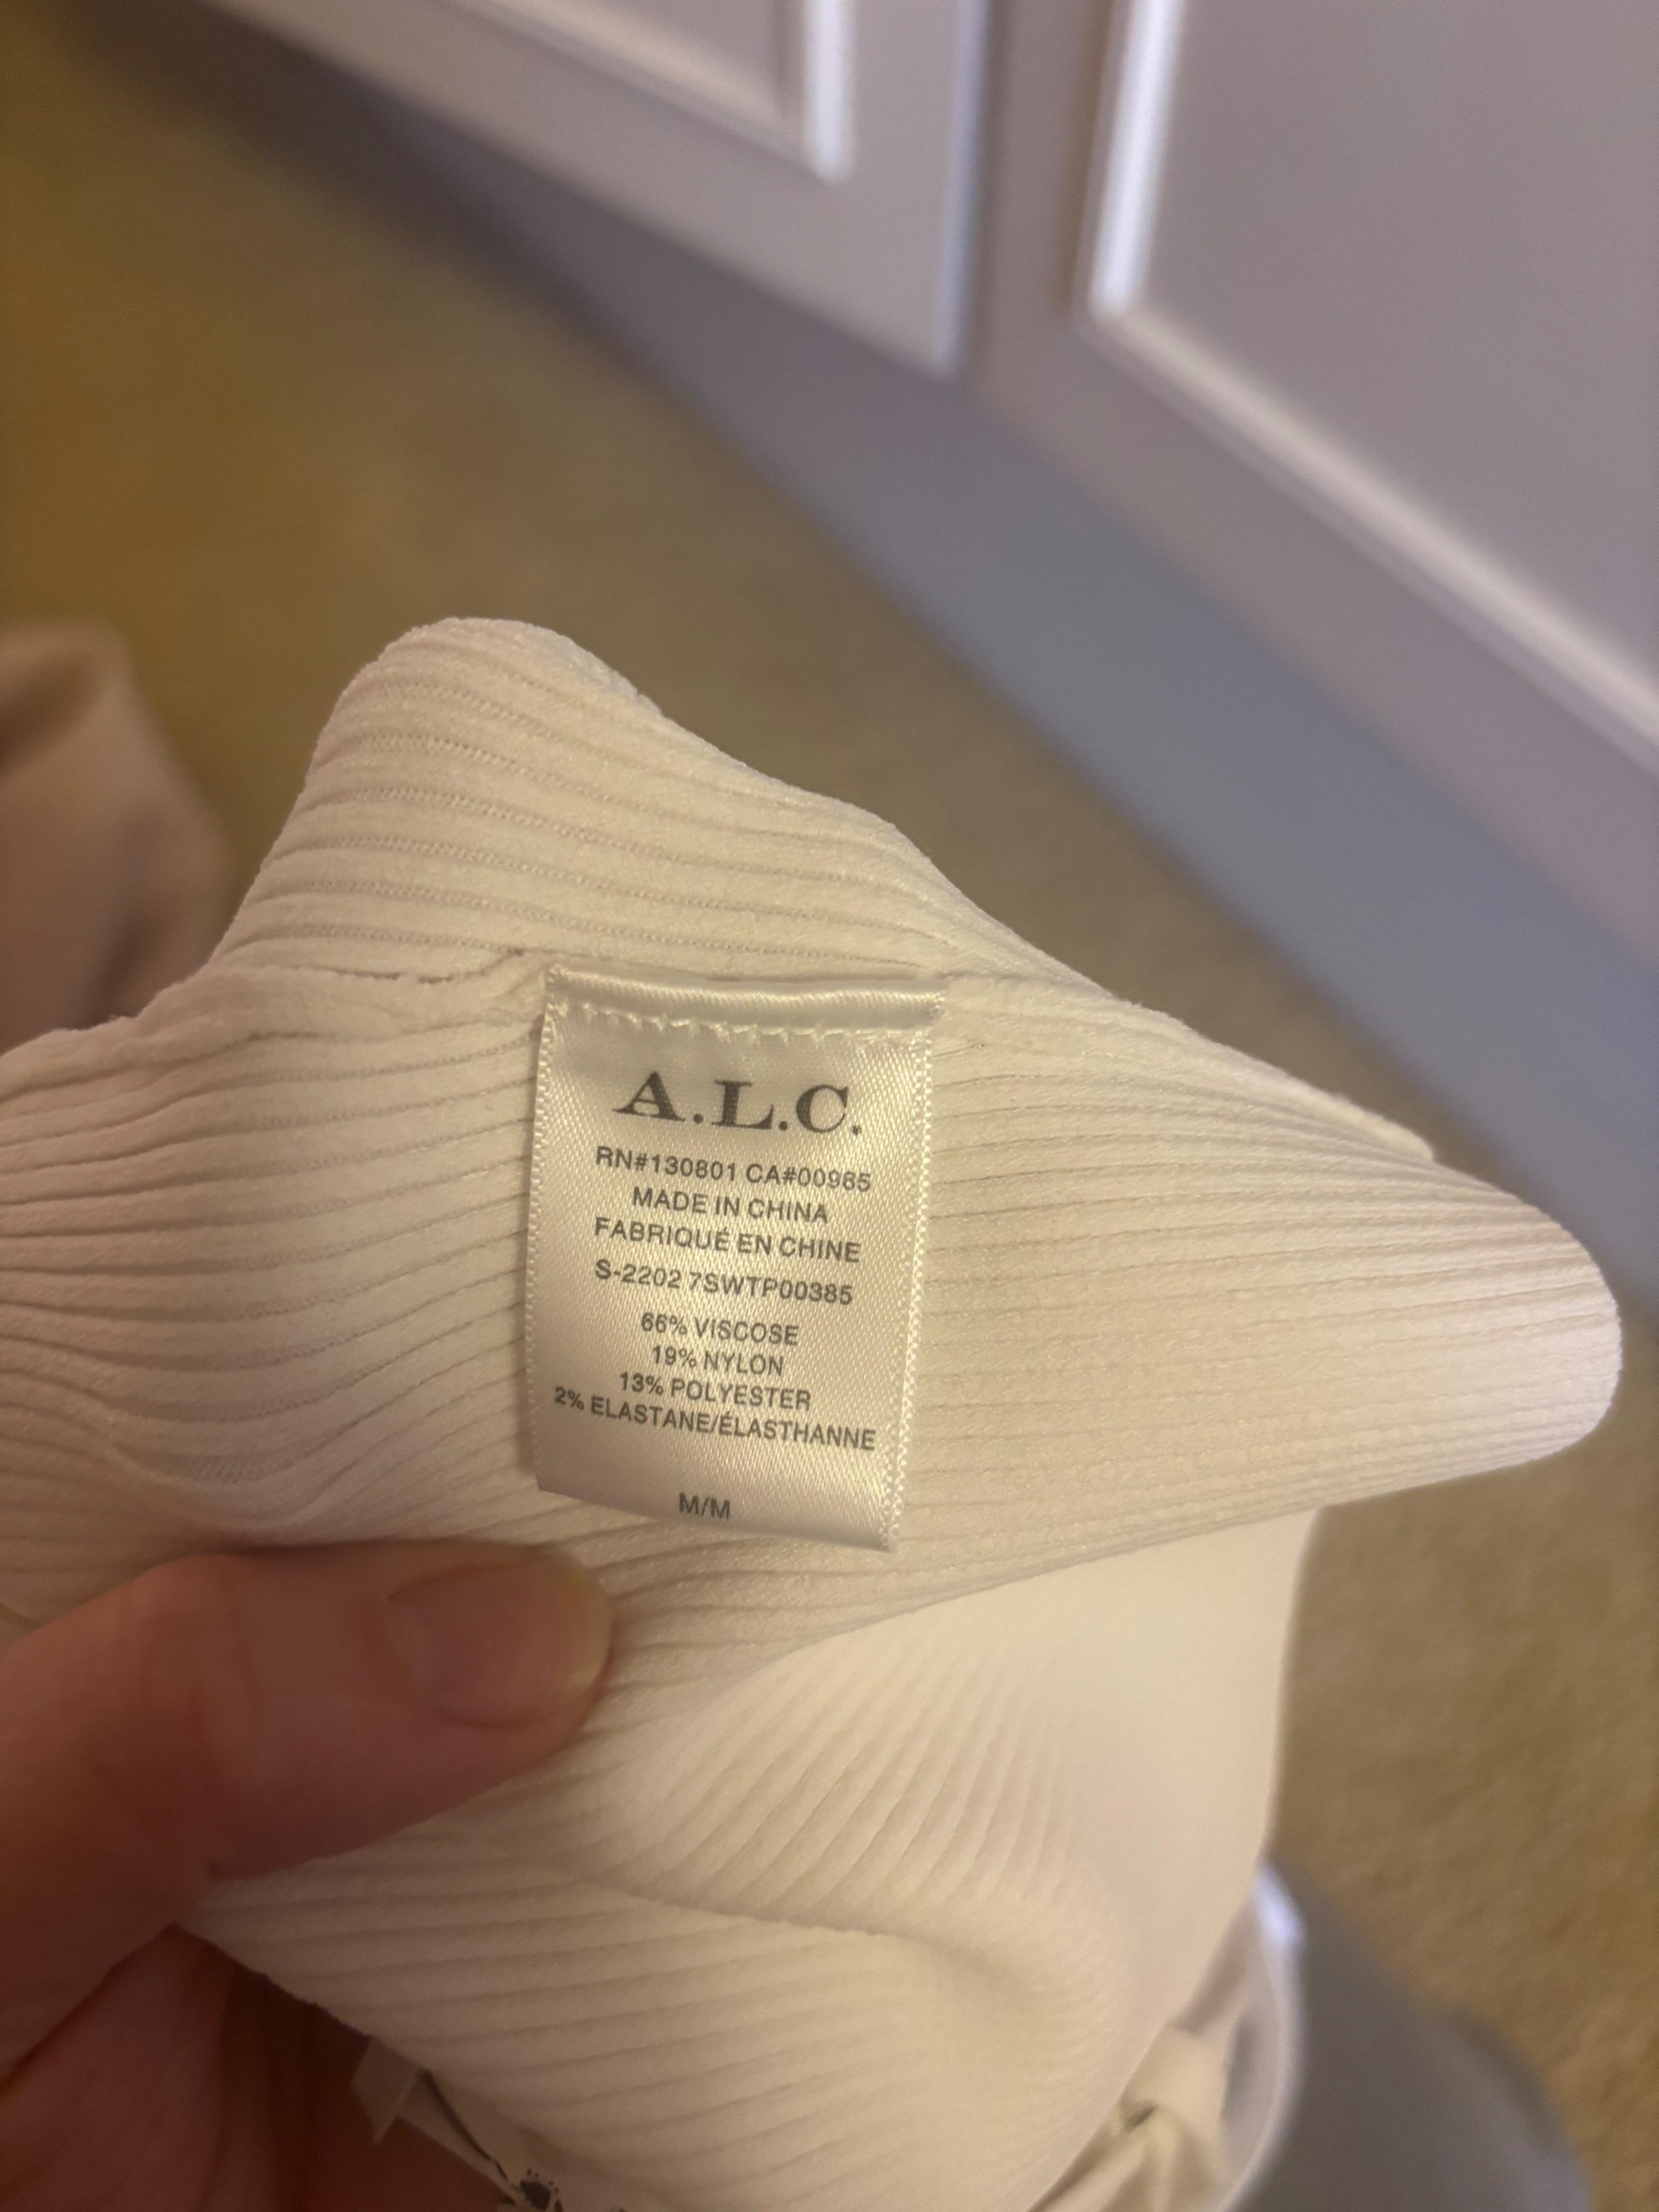 A.L.C.
RN#130801 CA#00985
MADE IN CHINA
FABRIQUÉ EN CHINE
S-2202 7SWTP00385
66% VISCOSE
19% NYLON
13% POLYESTER
2% ELASTANE/ÉLASTHANNE
M/M